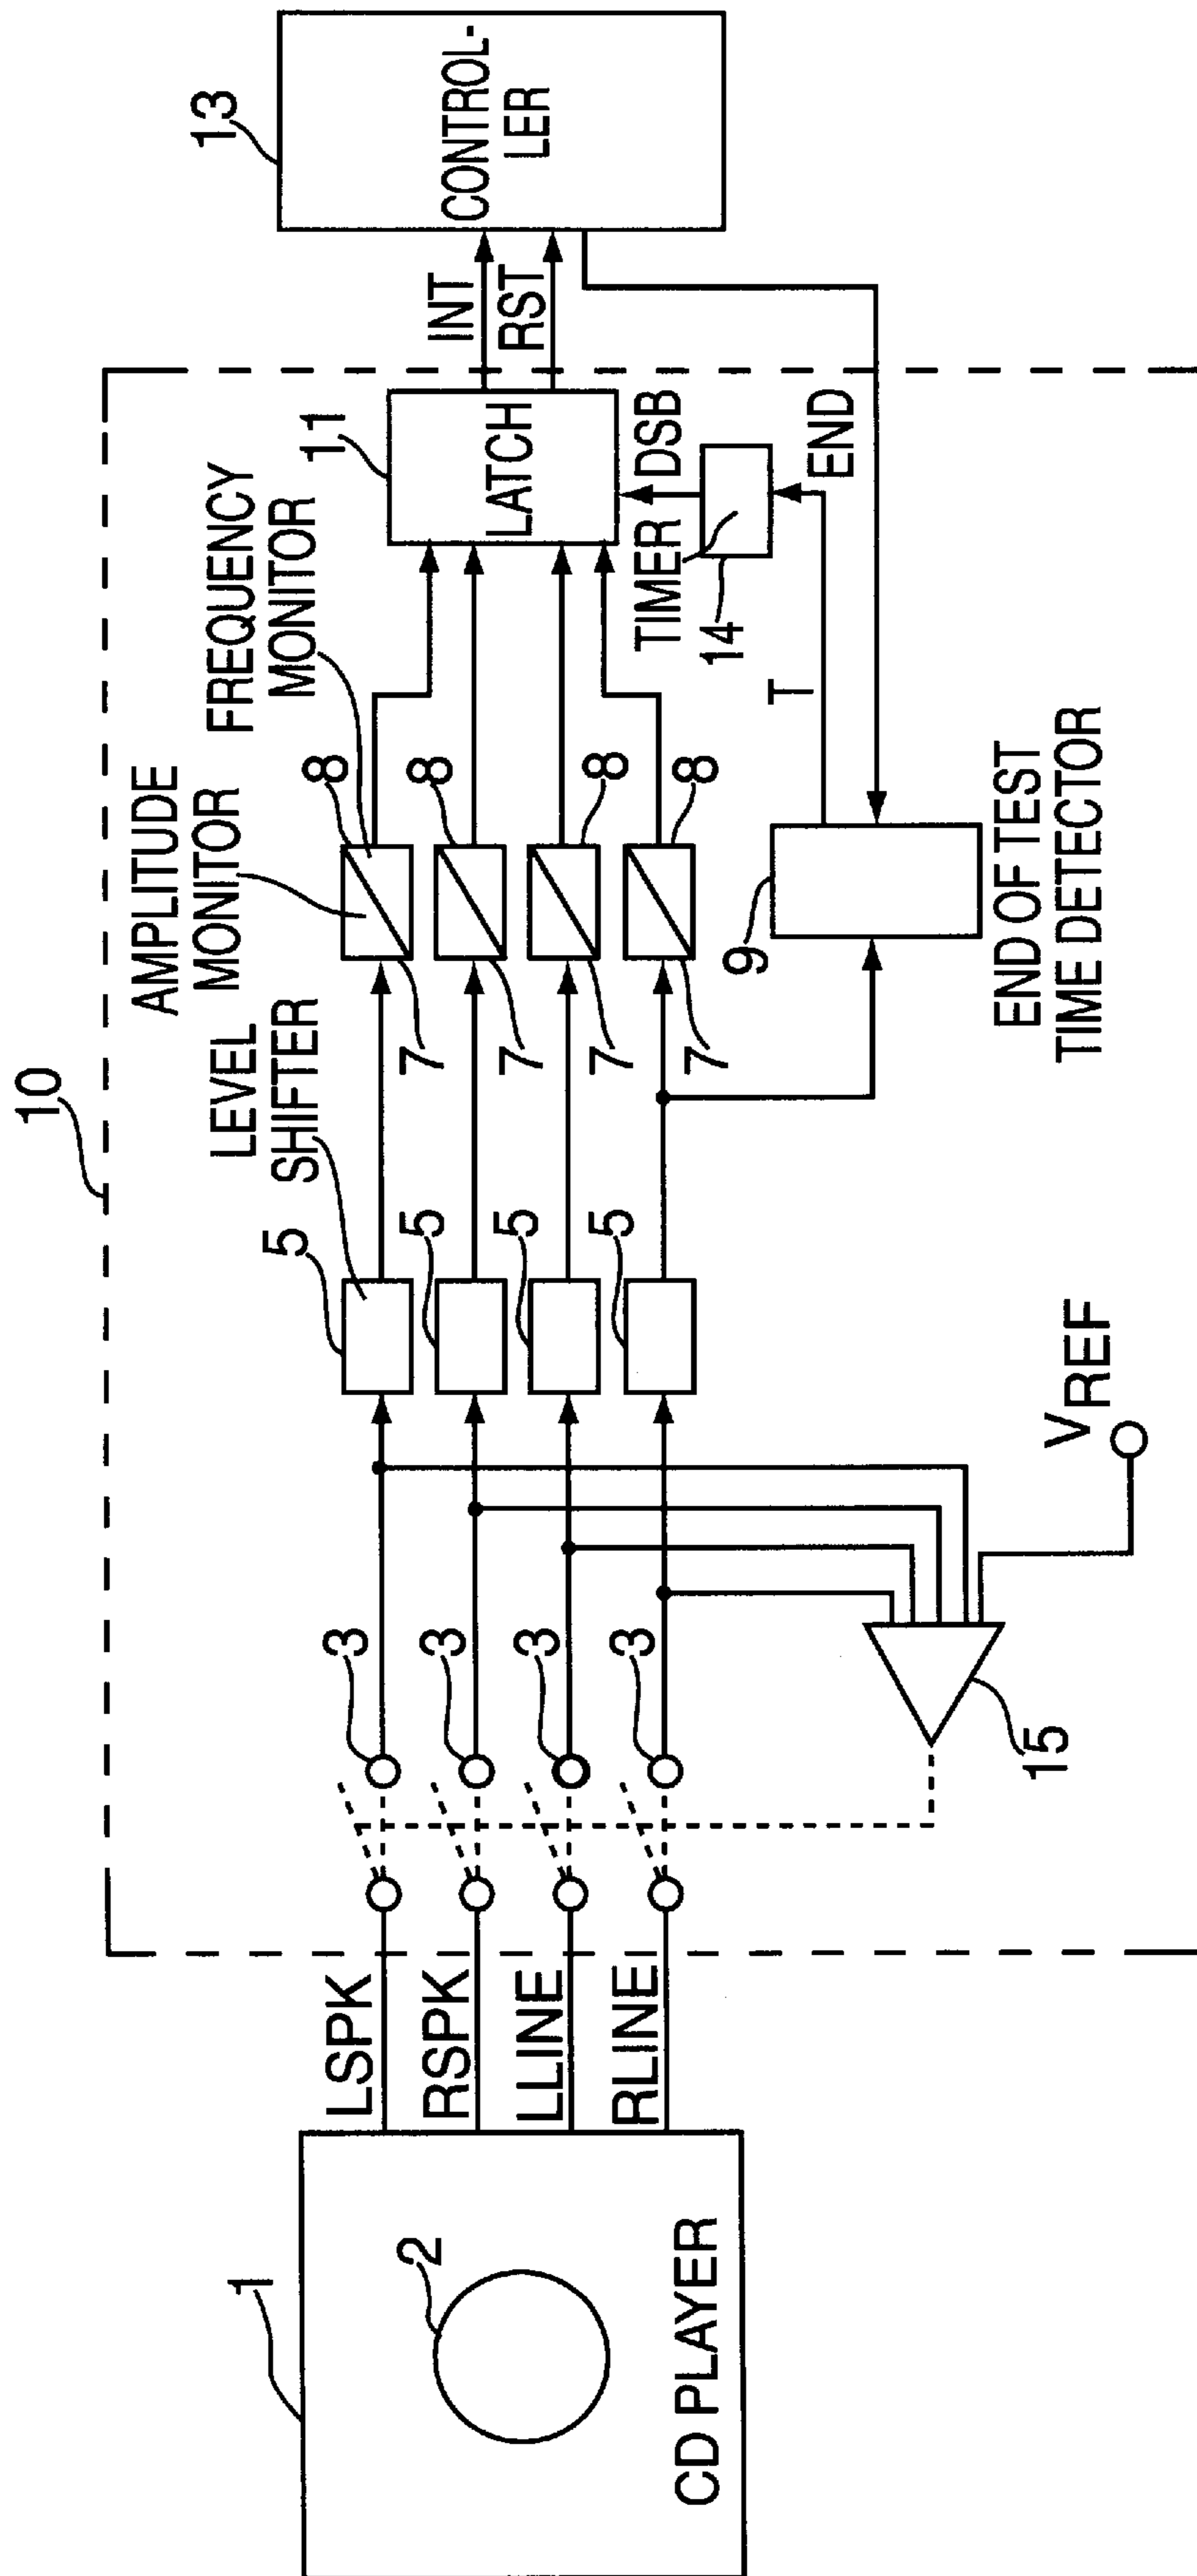 10
1
2
CD PLAYER
LSPK
RSPK
LLINE
RLINE
3
3
3
3
15
VREF
5
5
5
5
LEVEL
SHIFTER
AMPLITUDE
MONITOR
FREQUENCY
MONITOR
7
7
7
7
8
8
8
8
9
END OF TEST
TIME DETECTOR
11
LATCH
TIMER
DSB
14
T
END
INT
RST
13
CONTROL-
LER